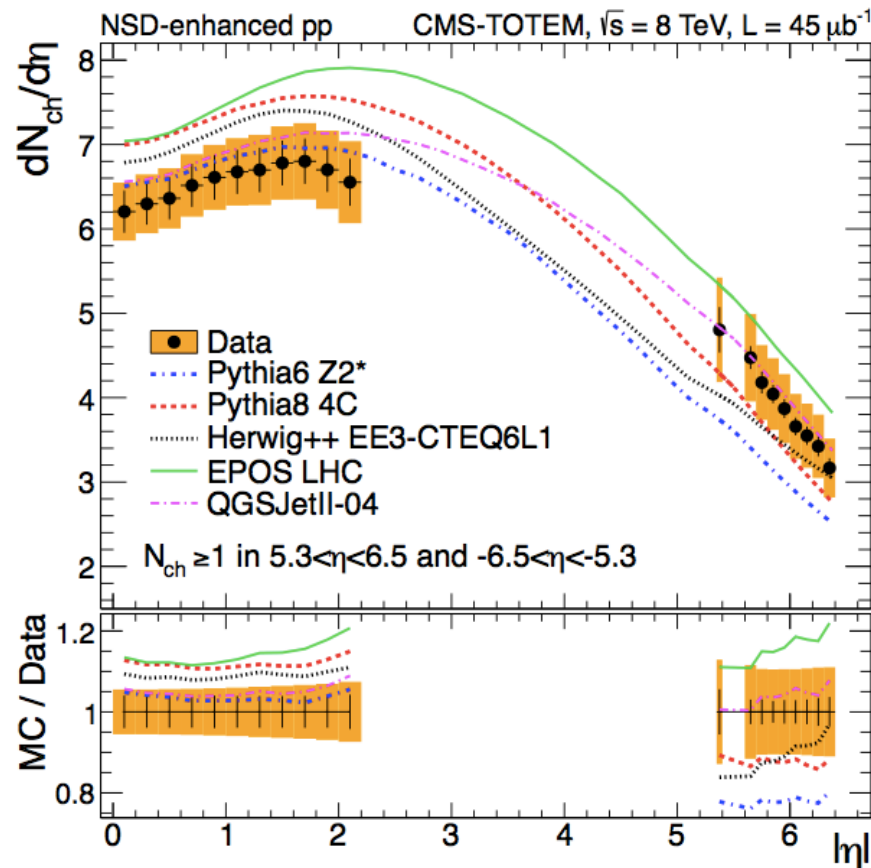 NSD-enhanced pp CMS-TOTEM, √s = 8 TeV, L = 45 μb⁻¹
dN_ch/dη
8
7
6
5
4
3
2
Data
Pythia6 Z2*
Pythia8 4C
Herwig++ EE3-CTEQ6L1
EPOS LHC
QGSJetII-04
N_ch ≥1 in 5.3<η<6.5 and -6.5<η<-5.3
MC / Data
1.2
1
0.8
0 1 2 3 4 5 6
|η|